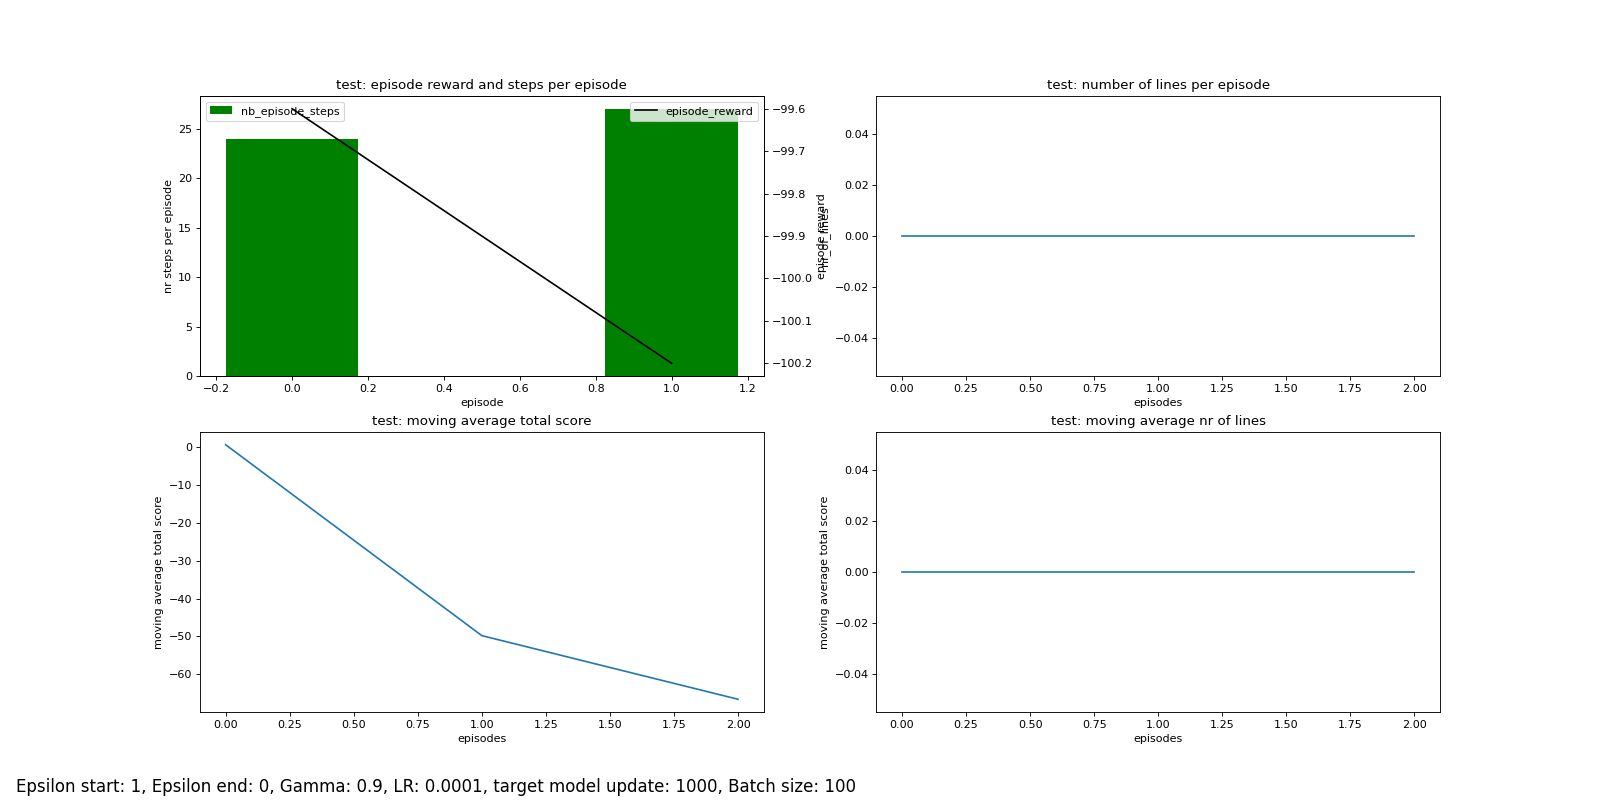 test: episode reward and steps per episode
nb_episode_steps
episode_reward
nr steps per episode
25
20
15
10
5
0
−99.6
−99.7
−99.8
−99.9
−100.0
−100.1
−100.2
episode reward
−0.2 0.0 0.2 0.4 0.6 0.8 1.0 1.2
episode
test: number of lines per episode
nr_of_lines
0.04
0.02
0.00
−0.02
−0.04
0.00 0.25 0.50 0.75 1.00 1.25 1.50 1.75 2.00
episodes
test: moving average total score
moving average total score
0
−10
−20
−30
−40
−50
−60
0.00 0.25 0.50 0.75 1.00 1.25 1.50 1.75 2.00
episodes
test: moving average nr of lines
moving average total score
0.04
0.02
0.00
−0.02
−0.04
0.00 0.25 0.50 0.75 1.00 1.25 1.50 1.75 2.00
episodes
Epsilon start: 1, Epsilon end: 0, Gamma: 0.9, LR: 0.0001, target model update: 1000, Batch size: 100